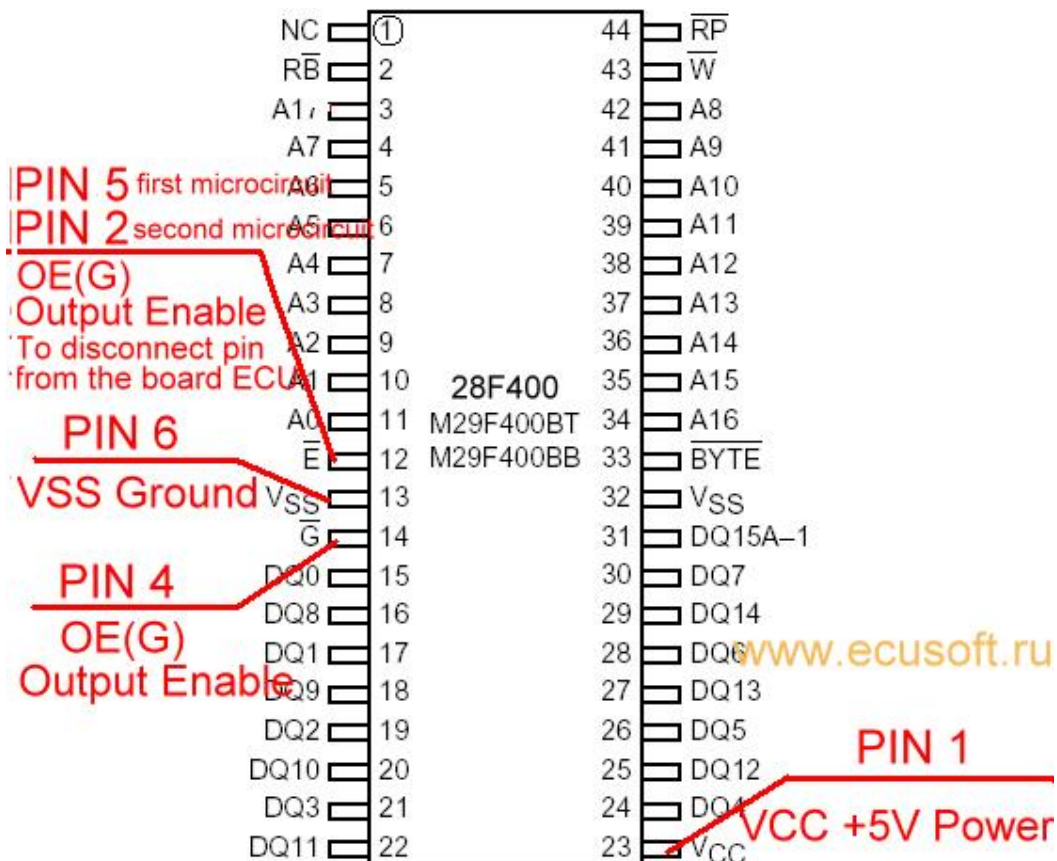 NC 1 44 RP
RB 2 43 W
A17 3 42 A8
A7 4 41 A9
A6 5 40 A10
A5 6 39 A11
A4 7 38 A12
A3 8 37 A13
A2 9 36 A14
A1 10 35 A15
A0 11 34 A16
E 12 33 BYTE
VSS 13 32 VSS
G 14 31 DQ15A–1
DQ0 15 30 DQ7
DQ8 16 29 DQ14
DQ1 17 28 DQ6
DQ9 18 27 DQ13
DQ2 19 26 DQ5
DQ10 20 25 DQ12
DQ3 21 24 DQ4
DQ11 22 23 VCC
28F400
M29F400BT
M29F400BB
PIN 5 first microcircuit
PIN 2 second microcircuit
OE(G)
Output Enable
To disconnect pin
from the board ECU
PIN 6
VSS Ground
PIN 4
OE(G)
Output Enable
www.ecusoft.ru
PIN 1
VCC +5V Power